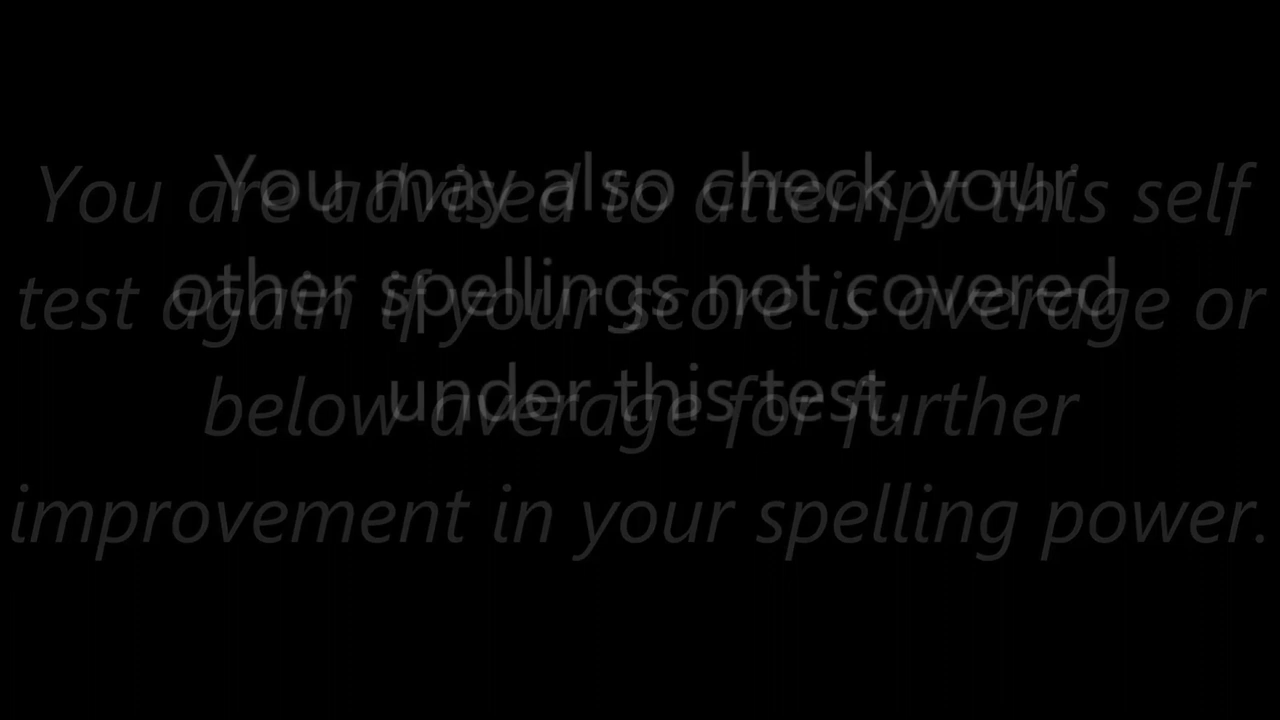 You may also check your
other spellings not covered
under this test.
You are advised to attempt this self
test again if your score is average or
below average for further
improvement in your spelling power.